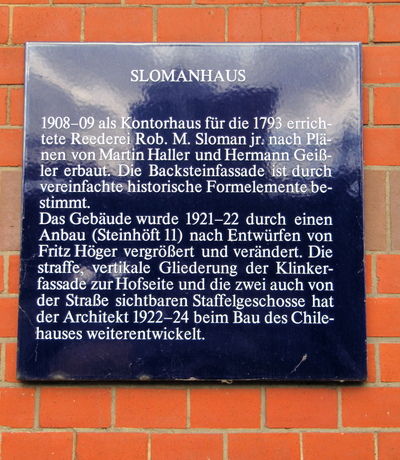 SLOMANHAUS
1908–09 als Kontorhaus für die 1793 errich-
tete Reederei Rob. M. Sloman jr. nach Plä-
nen von Martin Haller und Hermann Geiß-
ler erbaut. Die Backsteinfassade ist durch
vereinfachte historische Formelemente be-
stimmt.
Das Gebäude wurde 1921–22 durch einen
Anbau (Steinhöft 11) nach Entwürfen von
Fritz Höger vergrößert und verändert. Die
straffe, vertikale Gliederung der Klinker-
fassade zur Hofseite und die zwei auch von
der Straße sichtbaren Staffelgeschosse hat
der Architekt 1922–24 beim Bau des Chile-
hauses weiterentwickelt.